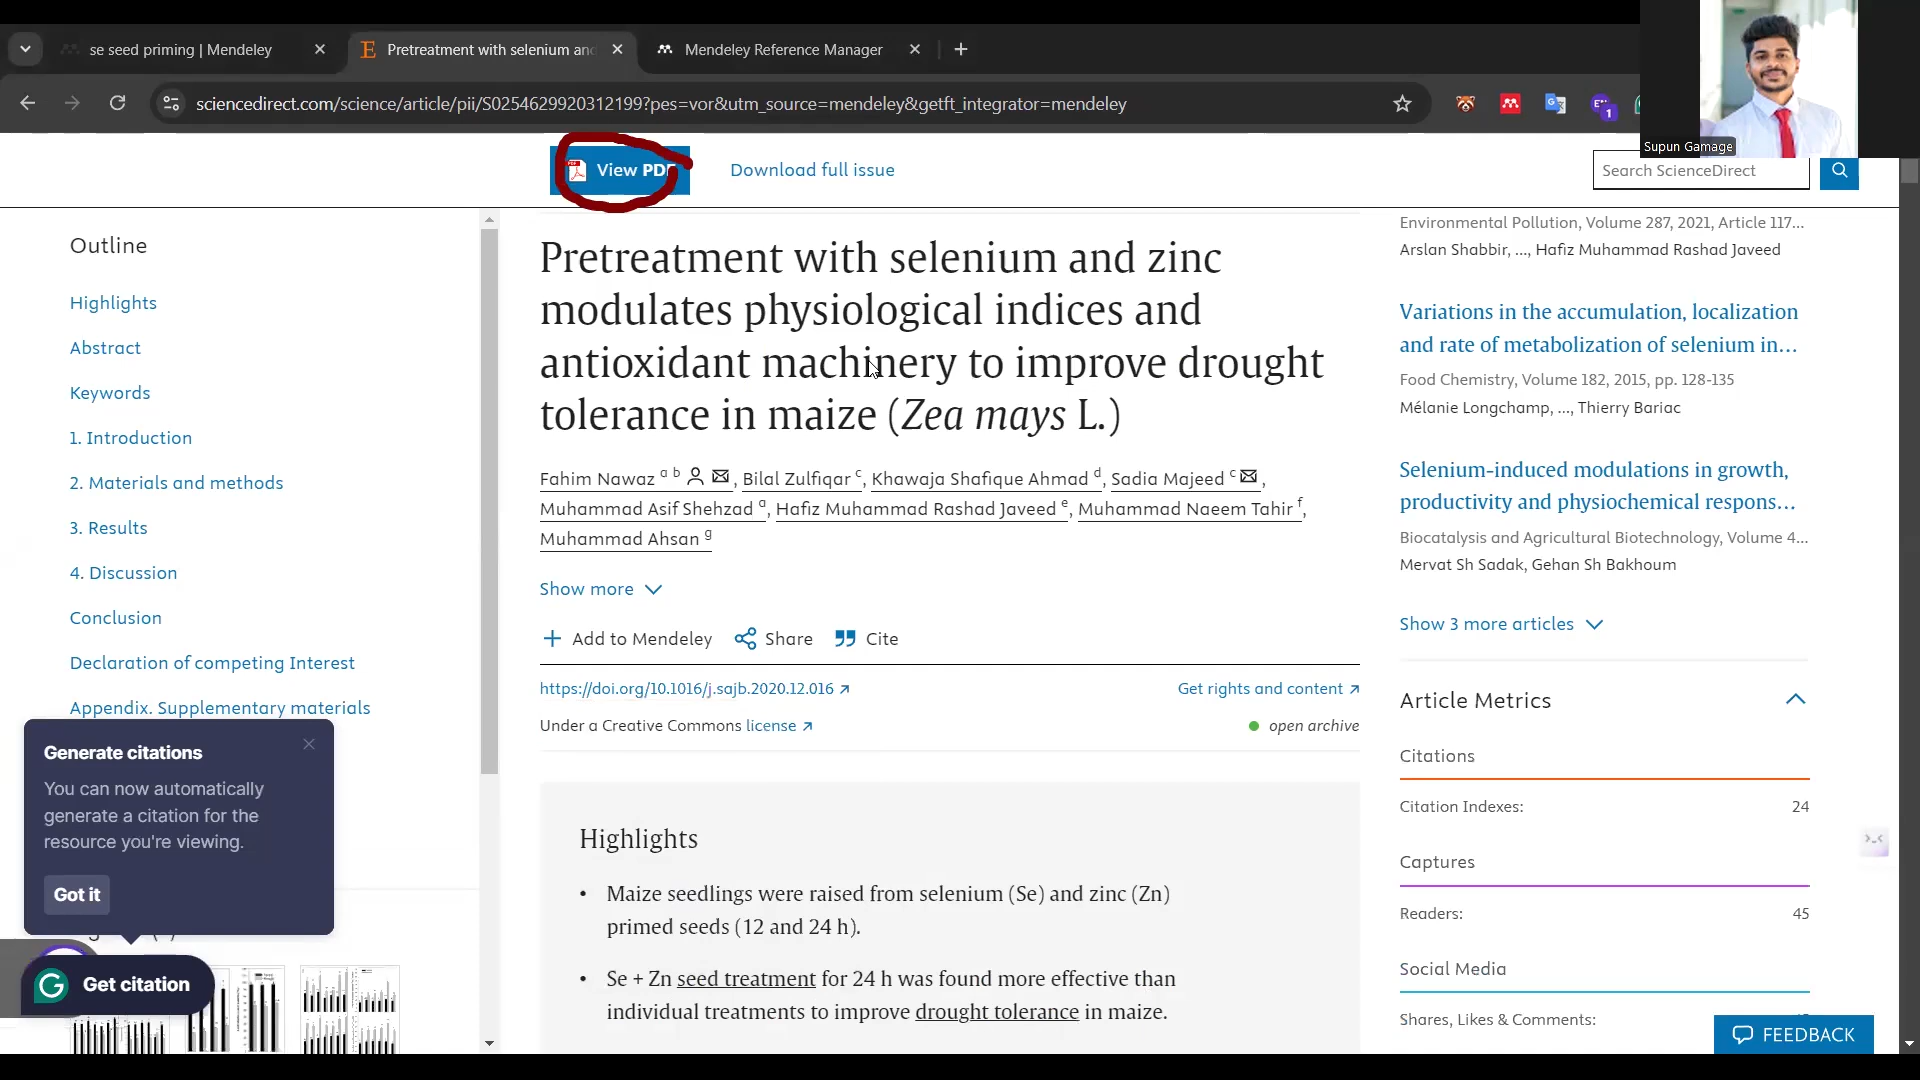 se seed priming | Mendeley
Pretreatment with selenium and
Mendeley Reference Manager
sciencedirect.com/science/article/pii/S0254629920312199?pes=vor&utm_source=mendeley&getft_integrator=mendeley
1
Supun Gamage
View PDF
Download full issue
Search ScienceDirect
Outline
Highlights
Abstract
Keywords
1. Introduction
2. Materials and methods
3. Results
4. Discussion
Conclusion
Declaration of competing Interest
Appendix. Supplementary materials
Generate citations
You can now automatically
generate a citation for the
resource you're viewing.
Got it
Get citation
Pretreatment with selenium and zinc
modulates physiological indices and
antioxidant machinery to improve drought
tolerance in maize (Zea mays L.)
Fahim Nawaz a b, Bilal Zulfiqar c, Khawaja Shafique Ahmad d, Sadia Majeed c,
Muhammad Asif Shehzad a, Hafiz Muhammad Rashad Javeed e, Muhammad Naeem Tahir f,
Muhammad Ahsan g
Show more
Add to Mendeley Share Cite
https://doi.org/10.1016/j.sajb.2020.12.016
Get rights and content
Under a Creative Commons license
open archive
Highlights
• Maize seedlings were raised from selenium (Se) and zinc (Zn)
primed seeds (12 and 24 h).
• Se + Zn seed treatment for 24 h was found more effective than
individual treatments to improve drought tolerance in maize.
Environmental Pollution, Volume 287, 2021, Article 117...
Arslan Shabbir, ..., Hafiz Muhammad Rashad Javeed
Variations in the accumulation, localization
and rate of metabolization of selenium in...
Food Chemistry, Volume 182, 2015, pp. 128-135
Mélanie Longchamp, ..., Thierry Bariac
Selenium-induced modulations in growth,
productivity and physiochemical respons...
Biocatalysis and Agricultural Biotechnology, Volume 4...
Mervat Sh Sadak, Gehan Sh Bakhoum
Show 3 more articles
Article Metrics
Citations
Citation Indexes: 24
Captures
Readers: 45
Social Media
Shares, Likes & Comments:
FEEDBACK